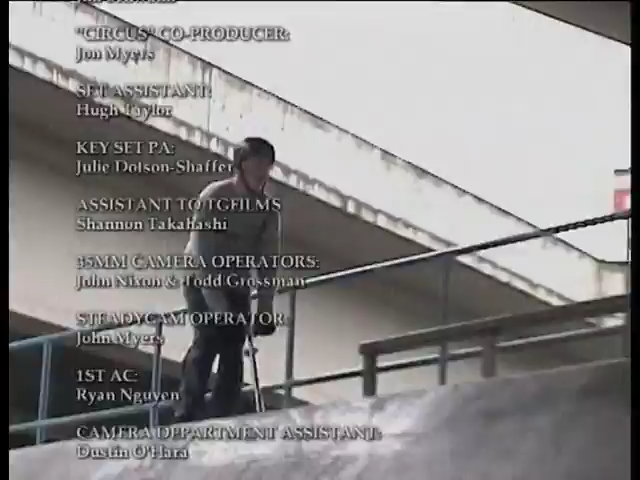 "CIRCUS" CO-PRODUCER:
Jon Myers
SET ASSISTANT:
Hugh Taylor
KEY SET PA:
Julie Dotson-Shaffer
ASSISTANT TO TGFILMS
Shannon Takahashi
35MM CAMERA OPERATORS:
John Nixon & Todd Grossman
STEADYCAM OPERATOR:
John Myers
1ST AC:
Ryan Nguyen
CAMERA DEPARTMENT ASSISTANT:
Dustin O'Hara